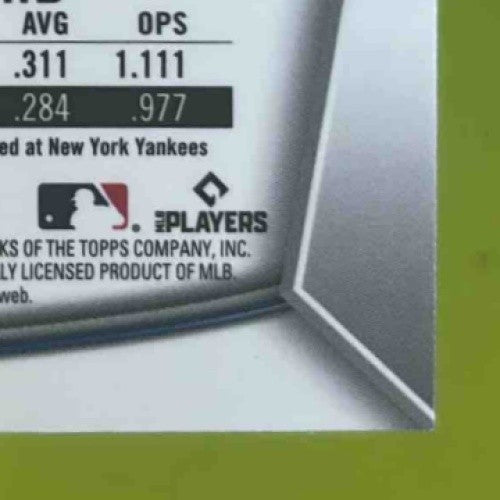 AVG OPS
.311 1.111
.284 .977
ed at New York Yankees
MLB PLAYERS
KS OF THE TOPPS COMPANY, INC.
LY LICENSED PRODUCT OF MLB.
web.